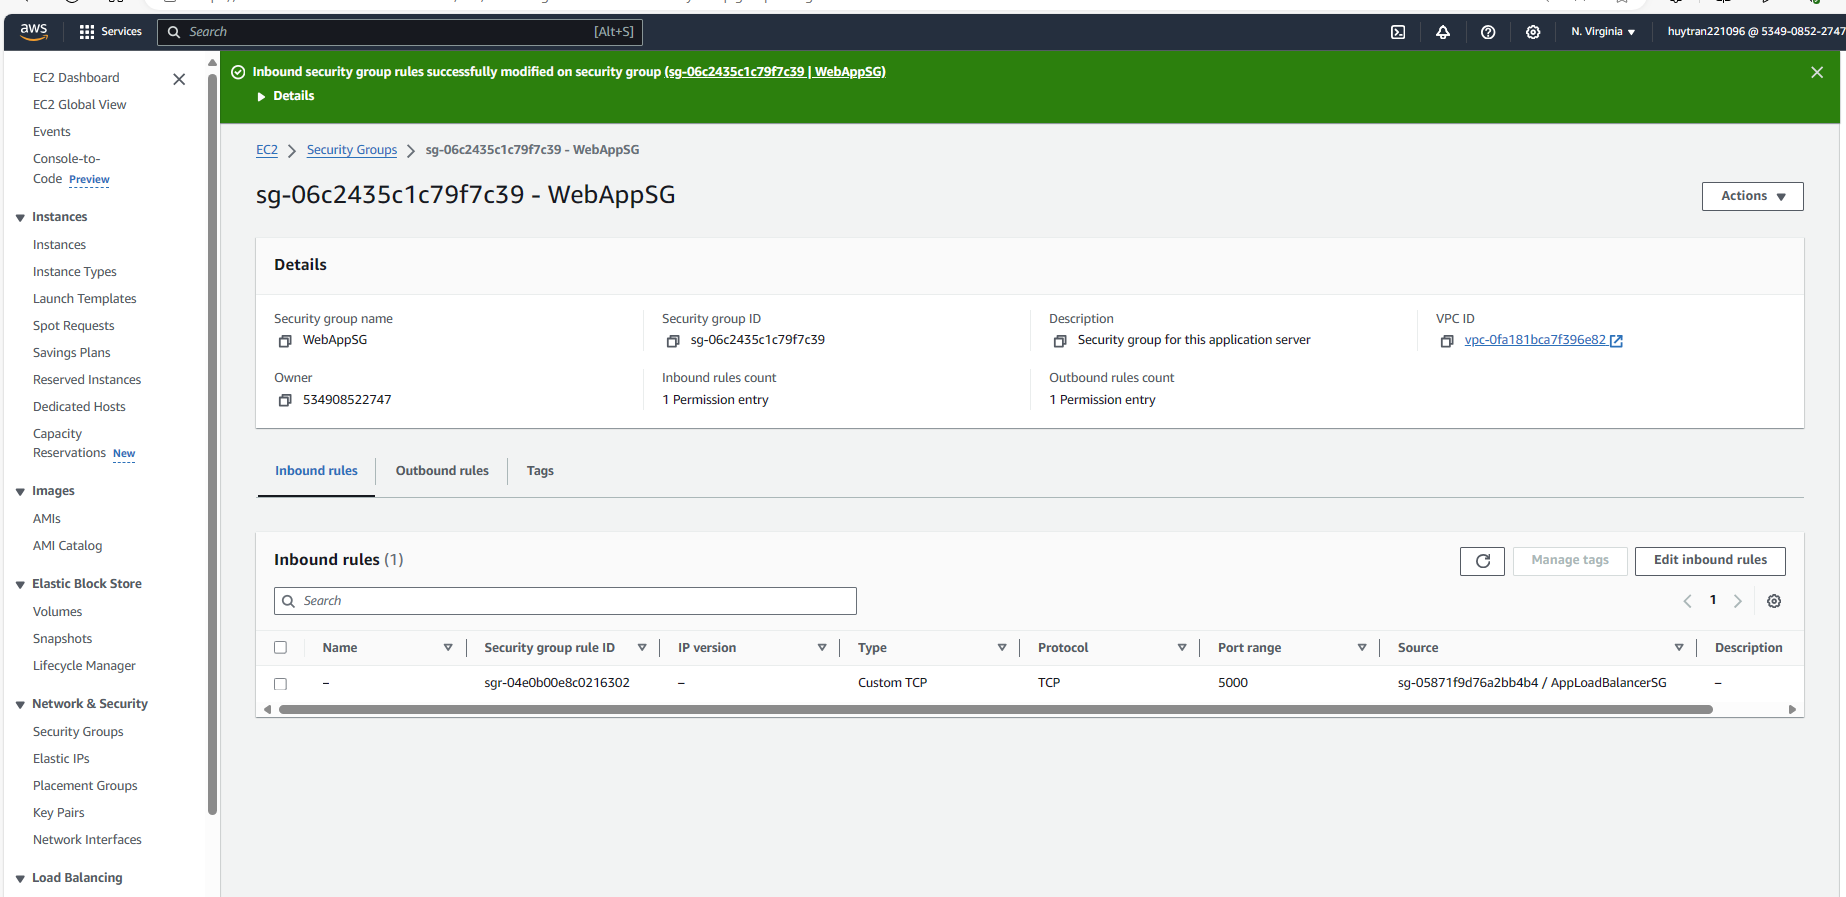 aws
Services
Search
[Alt+S]
N. Virginia
huytran221096 @ 5349-0852-2747
EC2 Dashboard
EC2 Global View
Events
Console-to-
Code Preview
Instances
Instances
Instance Types
Launch Templates
Spot Requests
Savings Plans
Reserved Instances
Dedicated Hosts
Capacity
Reservations New
Images
AMIs
AMI Catalog
Elastic Block Store
Volumes
Snapshots
Lifecycle Manager
Network & Security
Security Groups
Elastic IPs
Placement Groups
Key Pairs
Network Interfaces
Load Balancing
Inbound security group rules successfully modified on security group (sg-06c2435c1c79f7c39 | WebAppSG)
Details
EC2 Security Groups sg-06c2435c1c79f7c39 - WebAppSG
sg-06c2435c1c79f7c39 - WebAppSG
Actions
Details
Security group name
WebAppSG
Security group ID
sg-06c2435c1c79f7c39
Description
Security group for this application server
VPC ID
vpc-0fa181bca7f396e82
Owner
534908522747
Inbound rules count
1 Permission entry
Outbound rules count
1 Permission entry
Inbound rules Outbound rules Tags
Inbound rules (1)
Manage tags
Edit inbound rules
Search
1
Name Security group rule ID IP version Type Protocol Port range Source Description
– sgr-04e0b00e8c0216302 – Custom TCP TCP 5000 sg-05871f9d76a2bb4b4 / AppLoadBalancerSG –